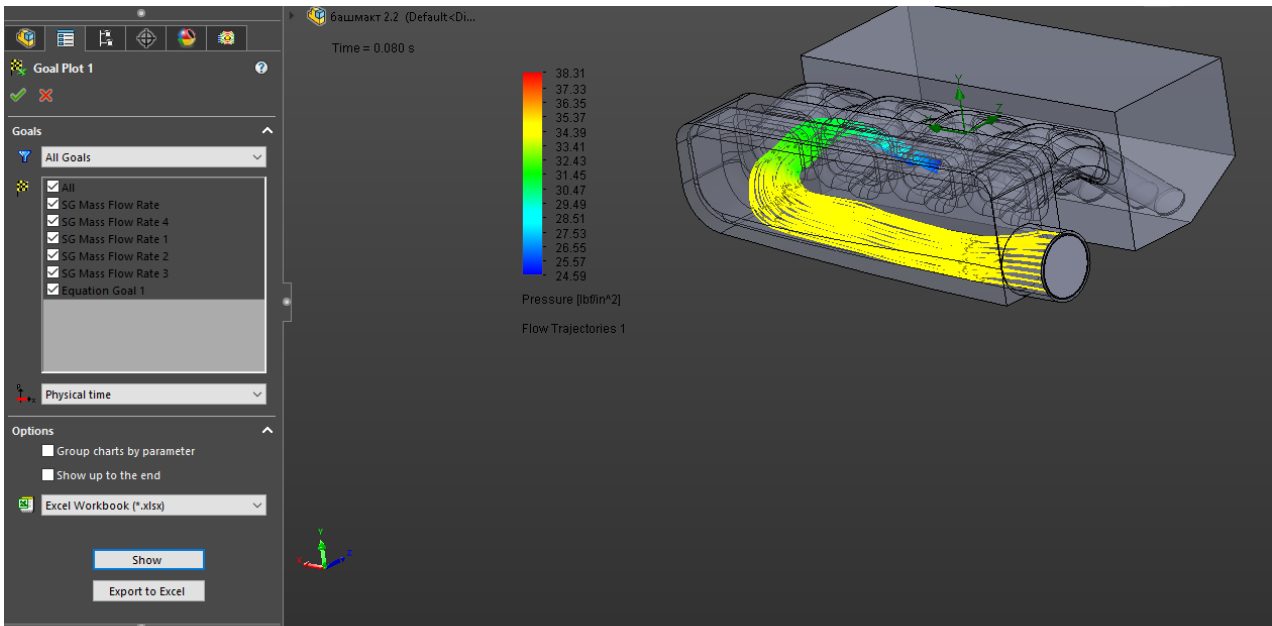 Goal Plot 1
Goals
All Goals
All
SG Mass Flow Rate
SG Mass Flow Rate 4
SG Mass Flow Rate 1
SG Mass Flow Rate 2
SG Mass Flow Rate 3
Equation Goal 1
Physical time
Options
Group charts by parameter
Show up to the end
Excel Workbook (*.xlsx)
Show
Export to Excel
башмакт 2.2 (Default<Di...
Time = 0.080 s
38.31
37.33
36.35
35.37
34.39
33.41
32.43
31.45
30.47
29.49
28.51
27.53
26.55
25.57
24.59
Pressure [lbf/in^2]
Flow Trajectories 1
Y
Z
Y
X
Z